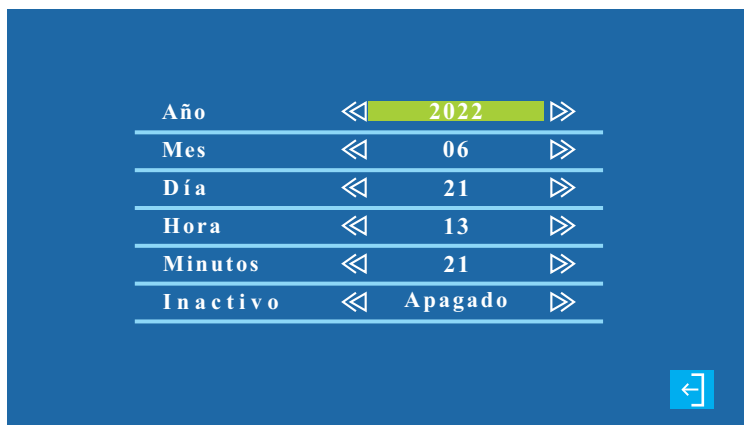 Año 2022
Mes 06
Día 21
Hora 13
Minutos 21
Inactivo Apagado